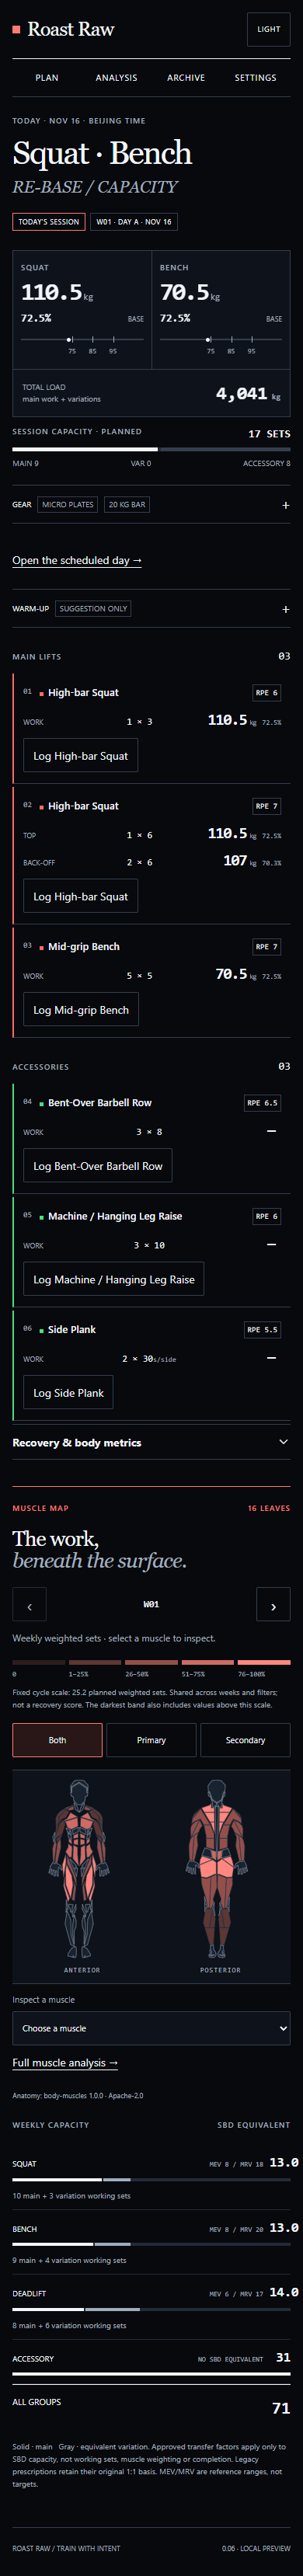 Roast Raw
LIGHT
PLAN ANALYSIS ARCHIVE SETTINGS
TODAY · NOV 16 · BEIJING TIME
Squat · Bench
RE-BASE / CAPACITY
TODAY'S SESSION W01 · DAY A · NOV 16
SQUAT
110.5 kg
72.5% BASE
75 85 95
BENCH
70.5 kg
72.5% BASE
75 85 95
TOTAL LOAD
main work + variations
4,041 kg
SESSION CAPACITY · PLANNED 17 SETS
MAIN 9 VAR 0 ACCESSORY 8
GEAR MICRO PLATES 20 KG BAR +
Open the scheduled day →
WARM-UP SUGGESTION ONLY +
MAIN LIFTS 03
01 High-bar Squat RPE 6
WORK 1 × 3 110.5 kg 72.5%
Log High-bar Squat
02 High-bar Squat RPE 7
TOP 1 × 6 110.5 kg 72.5%
BACK-OFF 2 × 6 107 kg 70.3%
Log High-bar Squat
03 Mid-grip Bench RPE 7
WORK 5 × 5 70.5 kg 72.5%
Log Mid-grip Bench
ACCESSORIES 03
04 Bent-Over Barbell Row RPE 6.5
WORK 3 × 8 —
Log Bent-Over Barbell Row
05 Machine / Hanging Leg Raise RPE 6
WORK 3 × 10 —
Log Machine / Hanging Leg Raise
06 Side Plank RPE 5.5
WORK 2 × 30s/side —
Log Side Plank
Recovery & body metrics
MUSCLE MAP 16 LEAVES
The work,
beneath the surface.
‹ W01 ›
Weekly weighted sets · select a muscle to inspect.
0 1–25% 26–50% 51–75% 76–100%
Fixed cycle scale: 25.2 planned weighted sets. Shared across weeks and filters;
not a recovery score. The darkest band also includes values above this scale.
Both Primary Secondary
ANTERIOR POSTERIOR
Inspect a muscle
Choose a muscle
Full muscle analysis →
Anatomy: body-muscles 1.0.0 · Apache-2.0
WEEKLY CAPACITY SBD EQUIVALENT
SQUAT MEV 8 / MRV 18 13.0
10 main + 3 variation working sets
BENCH MEV 8 / MRV 20 13.0
9 main + 4 variation working sets
DEADLIFT MEV 6 / MRV 17 14.0
8 main + 6 variation working sets
ACCESSORY NO SBD EQUIVALENT 31
ALL GROUPS 71
Solid · main Gray · equivalent variation. Approved transfer factors apply only to
SBD capacity, not working sets, muscle weighting or completion. Legacy
prescriptions retain their original 1:1 basis. MEV/MRV are reference ranges, not
targets.
ROAST RAW / TRAIN WITH INTENT 0.06 · LOCAL PREVIEW